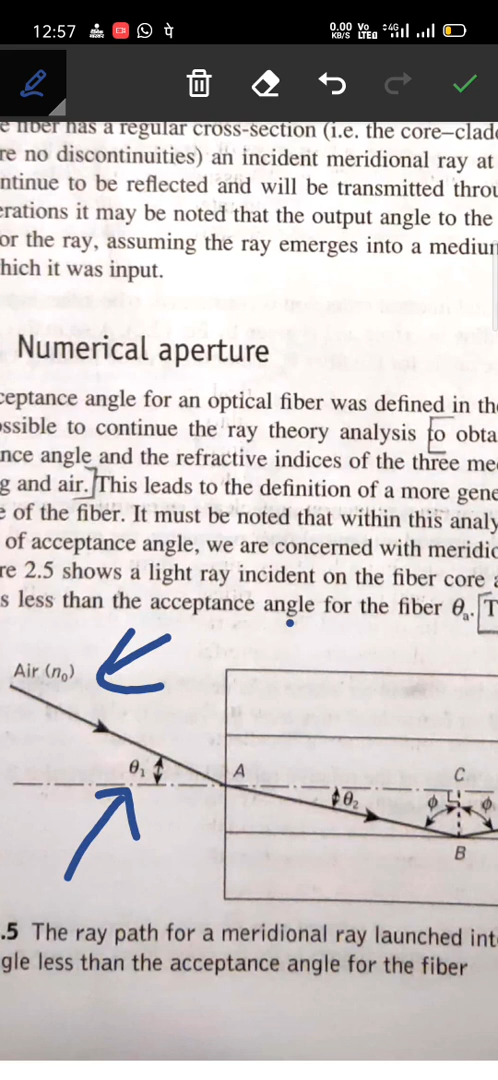 12:57
पे
0.00 KB/S
Vo LTE
4G
e fiber has a regular cross-section (i.e. the core–cladd
re no discontinuities) an incident meridional ray at
ntinue to be reflected and will be transmitted throu
erations it may be noted that the output angle to the
or the ray, assuming the ray emerges into a medium
hich it was input.
Numerical aperture
ceptance angle for an optical fiber was defined in the
ossible to continue the ray theory analysis to obta
nce angle and the refractive indices of the three me
g and air. This leads to the definition of a more gene
e of the fiber. It must be noted that within this analy
of acceptance angle, we are concerned with meridic
re 2.5 shows a light ray incident on the fiber core a
s less than the acceptance angle for the fiber θₐ. T
Air (n₀)
θ₁
A
θ₂
C
ϕ
ϕ
B
.5 The ray path for a meridional ray launched int
gle less than the acceptance angle for the fiber